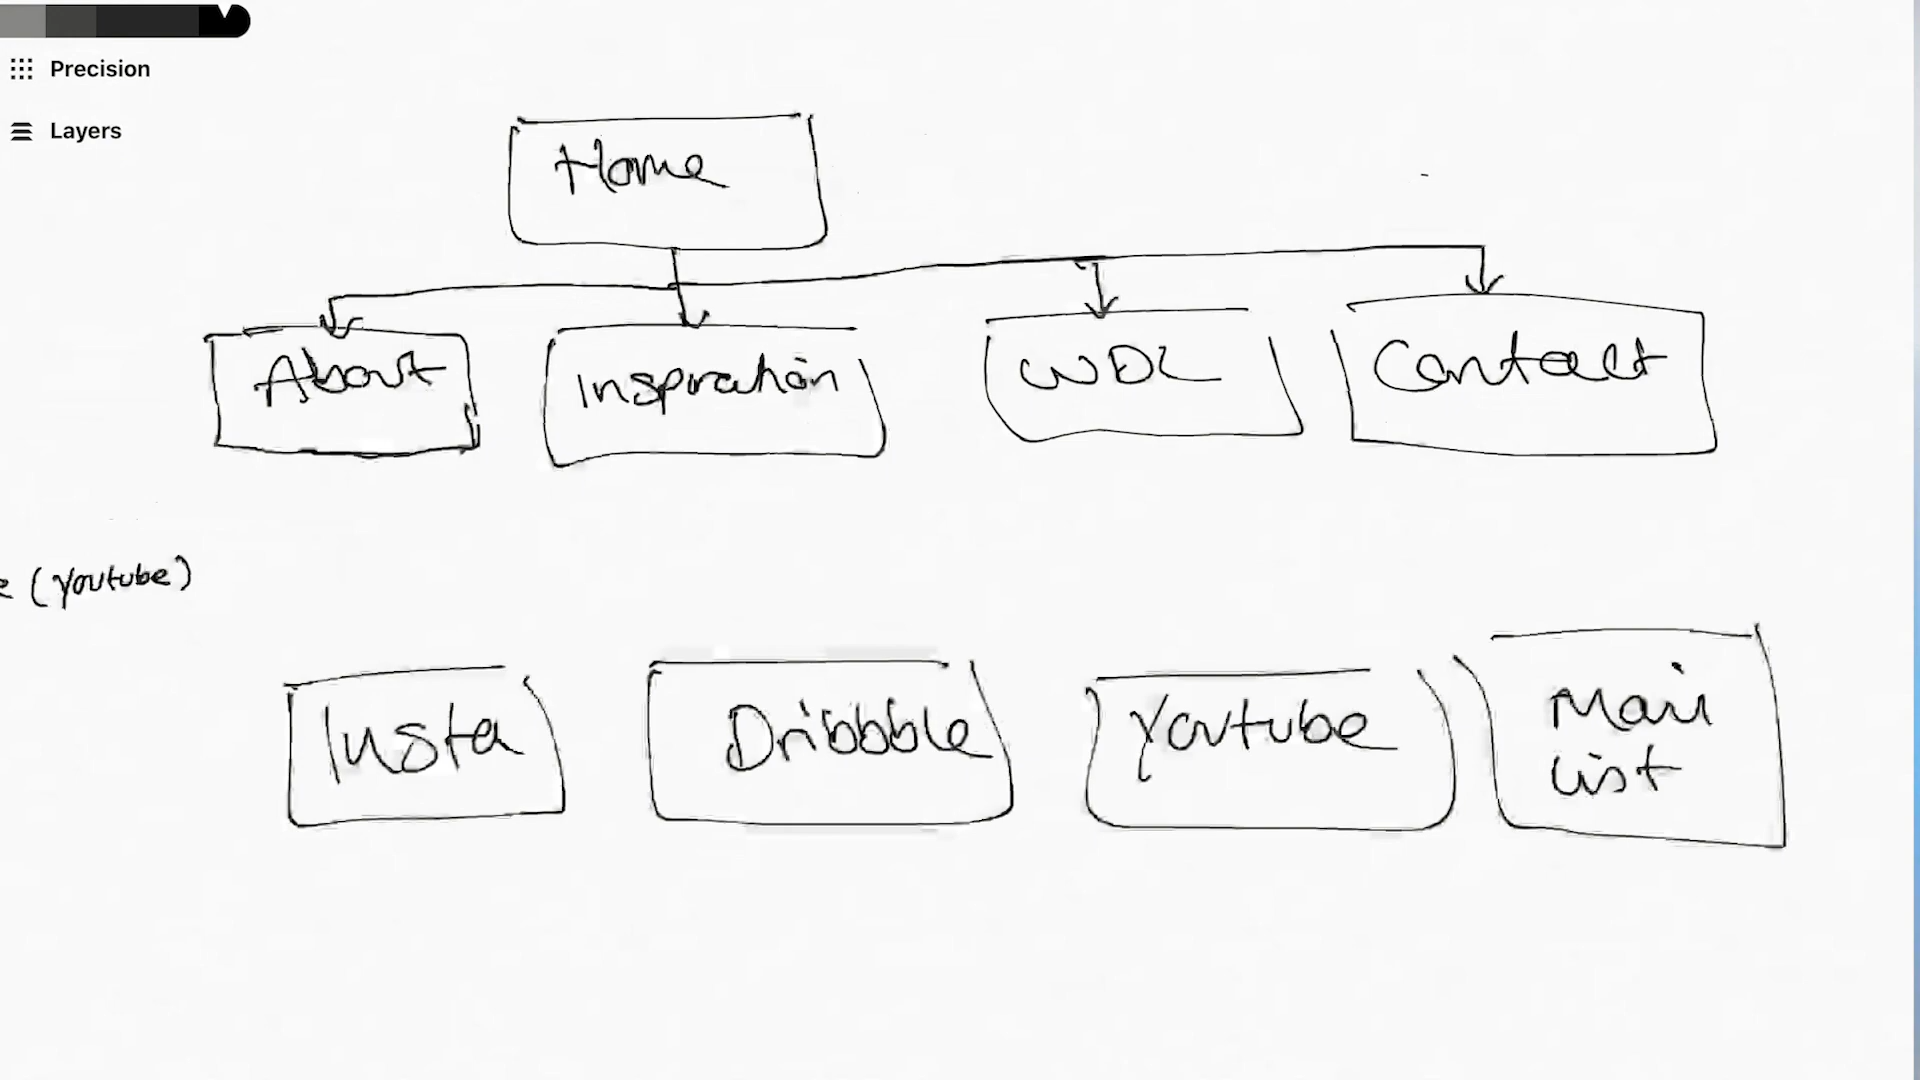 Precision
Layers
Home
About
Inspiration
WDL
Contact
(Youtube)
Insta
Dribbble
Youtube
Mail
List